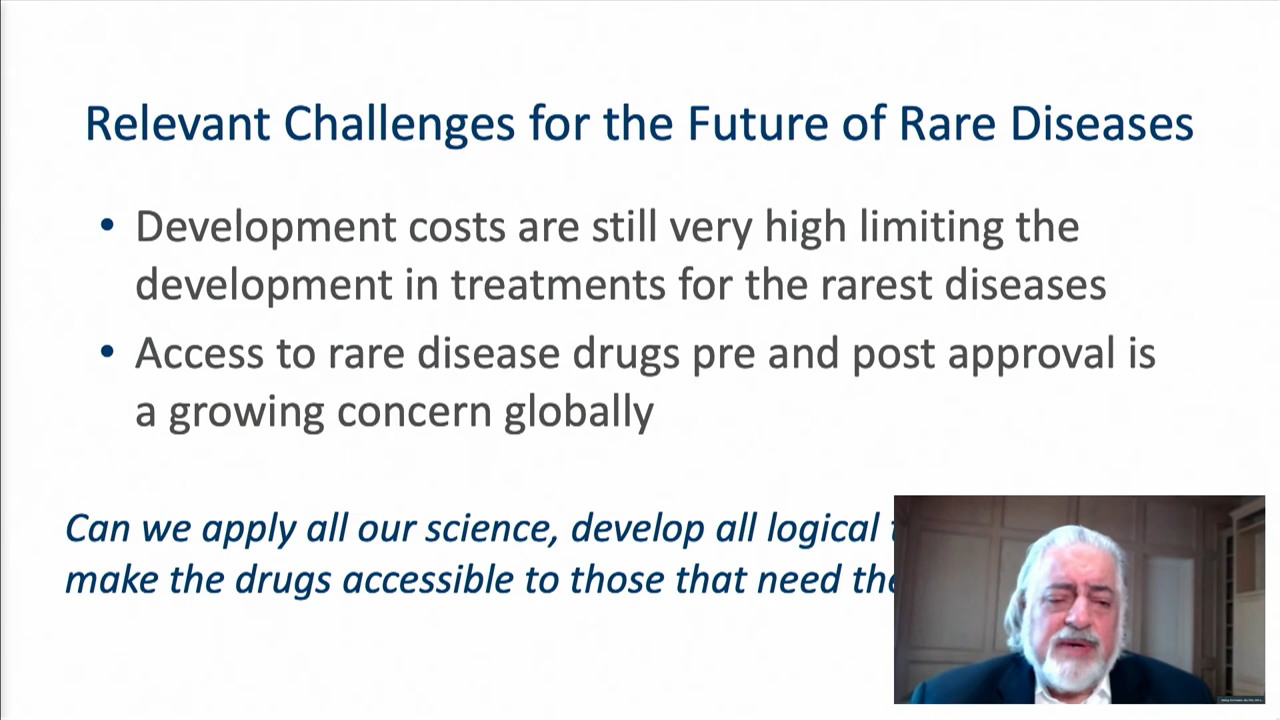 Relevant Challenges for the Future of Rare Diseases
• Development costs are still very high limiting the
development in treatments for the rarest diseases
• Access to rare disease drugs pre and post approval is
a growing concern globally
Can we apply all our science, develop all logical
make the drugs accessible to those that need